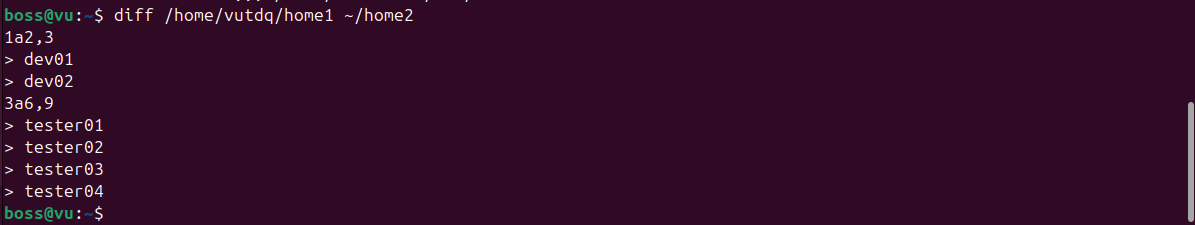 boss@vu:~$ diff /home/vutdq/home1 ~/home2
1a2,3
> dev01
> dev02
3a6,9
> tester01
> tester02
> tester03
> tester04
boss@vu:~$